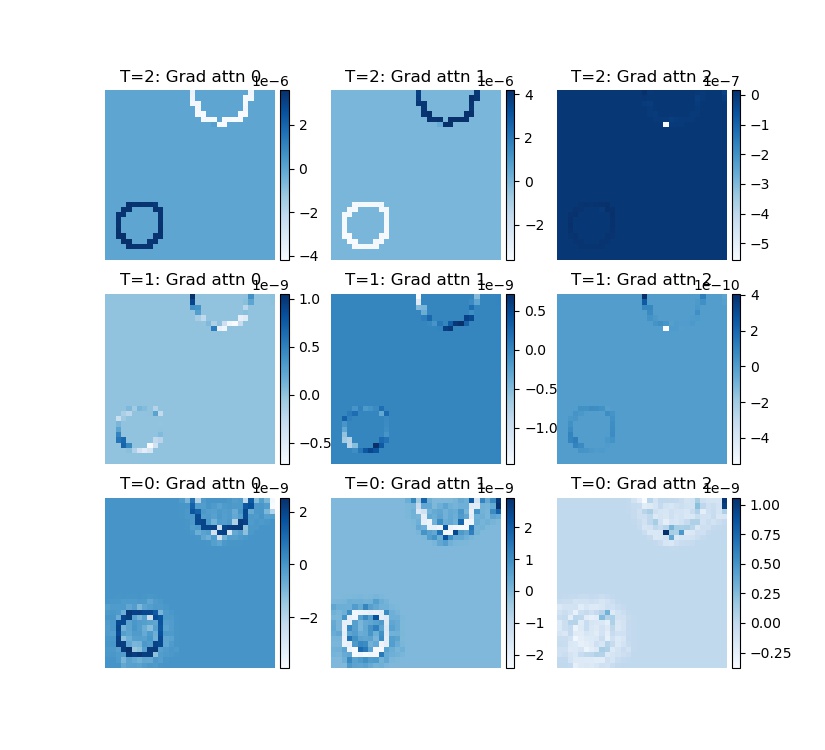 T=2: Grad attn 0
1e−6
2
0
−2
−4
T=2: Grad attn 1
1e−6
4
2
0
−2
T=2: Grad attn 2
1e−7
0
−1
−2
−3
−4
−5
T=1: Grad attn 0
1e−9
1.0
0.5
0.0
−0.5
T=1: Grad attn 1
1e−9
0.5
0.0
−0.5
−1.0
T=1: Grad attn 2
1e−10
4
2
0
−2
−4
T=0: Grad attn 0
1e−9
2
0
−2
T=0: Grad attn 1
1e−9
2
1
0
−1
−2
T=0: Grad attn 2
1e−9
1.00
0.75
0.50
0.25
0.00
−0.25